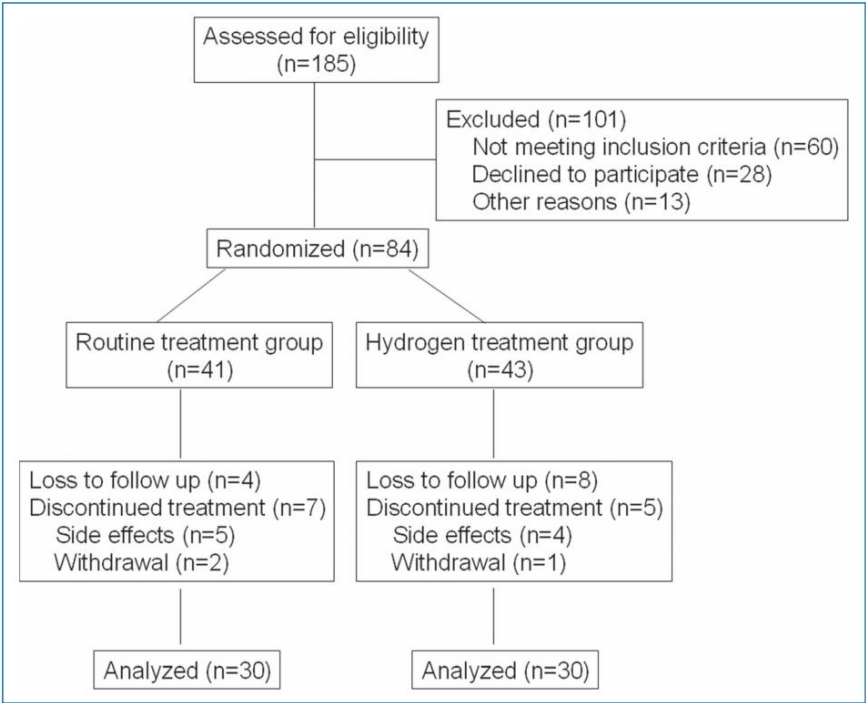 Assessed for eligibility
(n=185)
Excluded (n=101)
Not meeting inclusion criteria (n=60)
Declined to participate (n=28)
Other reasons (n=13)
Randomized (n=84)
Routine treatment group
(n=41)
Hydrogen treatment group
(n=43)
Loss to follow up (n=4)
Discontinued treatment (n=7)
Side effects (n=5)
Withdrawal (n=2)
Loss to follow up (n=8)
Discontinued treatment (n=5)
Side effects (n=4)
Withdrawal (n=1)
Analyzed (n=30)
Analyzed (n=30)